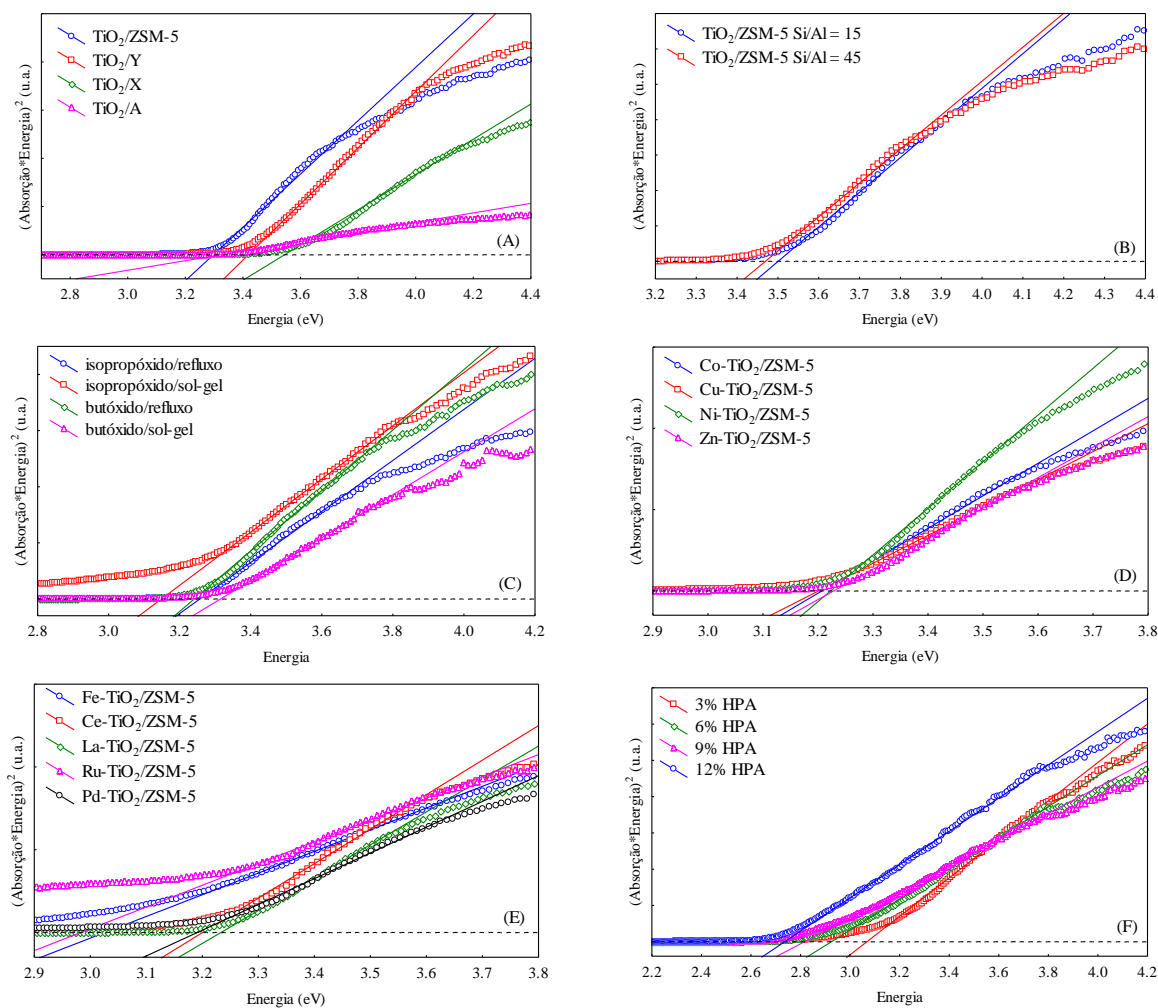 TiO₂/ZSM-5
TiO₂/Y
TiO₂/X
TiO₂/A
(Absorção*Energia)² (u.a.)
(A)
2.8 3.0 3.2 3.4 3.6 3.8 4.0 4.2 4.4
Energia (eV)
TiO₂/ZSM-5 Si/Al = 15
TiO₂/ZSM-5 Si/Al = 45
(Absorção*Energia)² (u.a.)
(B)
3.2 3.3 3.4 3.5 3.6 3.7 3.8 3.9 4.0 4.1 4.2 4.3 4.4
Energia (eV)
isopropóxido/refluxo
isopropóxido/sol-gel
butóxido/refluxo
butóxido/sol-gel
(Absorção*Energia)² (u.a.)
(C)
2.8 3.0 3.2 3.4 3.6 3.8 4.0 4.2
Energia
Co-TiO₂/ZSM-5
Cu-TiO₂/ZSM-5
Ni-TiO₂/ZSM-5
Zn-TiO₂/ZSM-5
(Absorção*Energia)² (u.a.)
(D)
2.9 3.0 3.1 3.2 3.3 3.4 3.5 3.6 3.7 3.8
Energia (eV)
Fe-TiO₂/ZSM-5
Ce-TiO₂/ZSM-5
La-TiO₂/ZSM-5
Ru-TiO₂/ZSM-5
Pd-TiO₂/ZSM-5
(Absorção*Energia)² (u.a.)
(E)
2.9 3.0 3.1 3.2 3.3 3.4 3.5 3.6 3.7 3.8
Energia (eV)
3% HPA
6% HPA
9% HPA
12% HPA
(Absorção*Energia)² (u.a.)
(F)
2.2 2.4 2.6 2.8 3.0 3.2 3.4 3.6 3.8 4.0 4.2
Energia